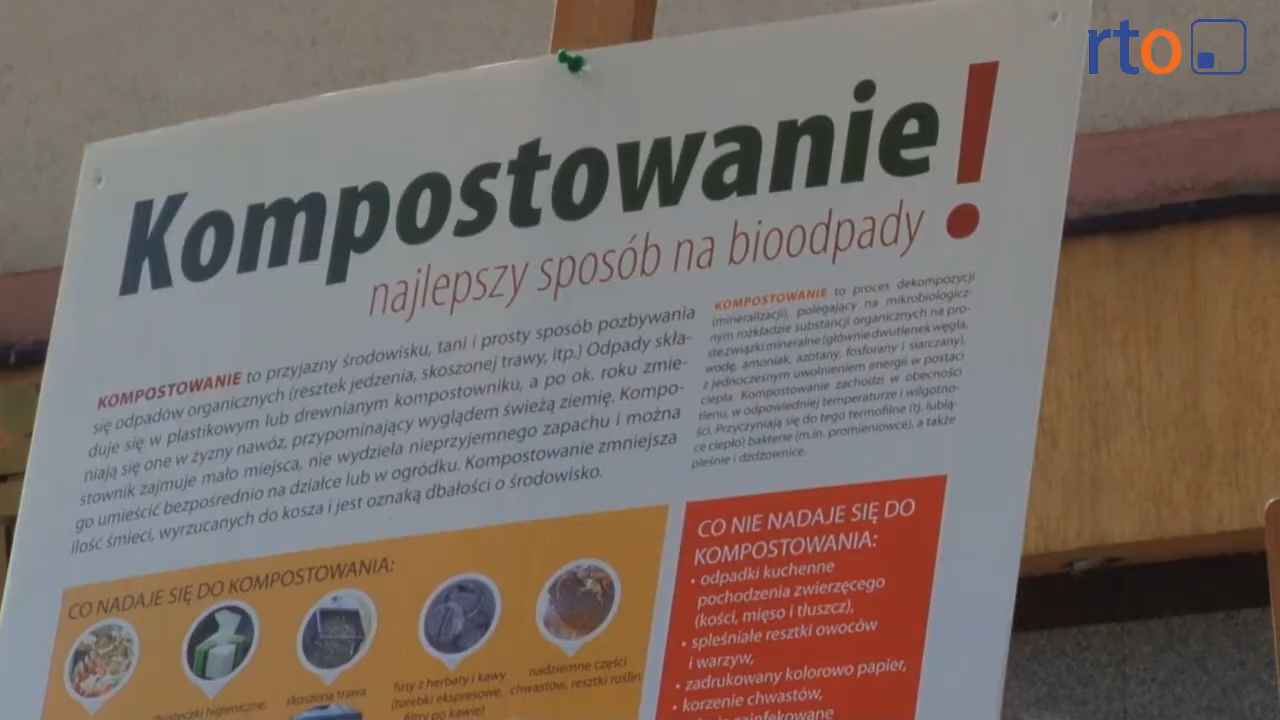 rto
Kompostowanie!
najlepszy sposób na bioodpady
KOMPOSTOWANIE to przyjazny środowisku, tani i prosty sposób pozbywania
się odpadów organicznych (resztek jedzenia, skoszonej trawy, itp.) Odpady skła-
duje się w plastikowym lub drewnianym kompostowniku, a po ok. roku zmie-
niają się one w żyzny nawóz, przypominający wyglądem świeżą ziemię. Kompo-
stownik zajmuje mało miejsca, nie wydziela nieprzyjemnego zapachu i można
go umieścić bezpośrednio na działce lub w ogródku. Kompostowanie zmniejsza
ilość śmieci, wyrzucanych do kosza i jest oznaką dbałości o środowisko.
KOMPOSTOWANIE to proces dekompozycji
(mineralizacji), polegający na mikrobiologicz-
nym rozkładzie substancji organicznych na pro-
ste związki mineralne (głównie dwutlenek węgla,
wodę, amoniak, azotany, fosforany i siarczany),
z jednoczesnym uwolnieniem energii w postaci
ciepła. Kompostowanie zachodzi w obecności
tlenu, w odpowiedniej temperaturze i wilgotno-
ści. Przyczyniają się do tego termofilne (tj. lubią-
ce ciepło) bakterie (m.in. promieniowce), a także
pleśnie i dżdżownice.
CO NADAJE SIĘ DO KOMPOSTOWANIA:
chusteczki higieniczne,
skoszona trawa
fusy z herbaty i kawy
(torebki ekspresowe,
filtry po kawie)
nadziemne części
chwastów, resztki roślin
CO NIE NADAJE SIĘ DO
KOMPOSTOWANIA:
• odpadki kuchenne
pochodzenia zwierzęcego
(kości, mięso i tłuszcz),
• spleśniałe resztki owoców
i warzyw,
• zadrukowany kolorowo papier,
• korzenie chwastów,
zainfekowane